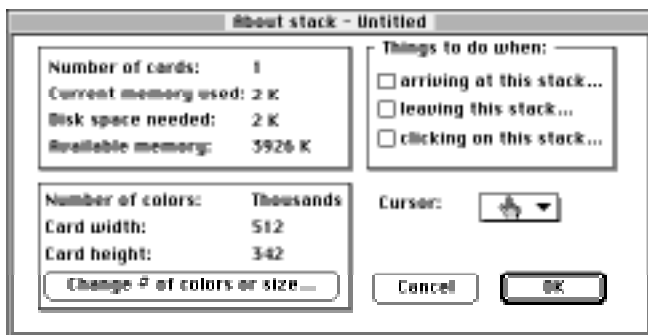 About stack - Untitled
Number of cards: 1
Current memory used: 2 K
Disk space needed: 2 K
Available memory: 3926 K
Things to do when:
arriving at this stack...
leaving this stack...
clicking on this stack...
Number of colors: Thousands
Card width: 512
Card height: 342
Change # of colors or size...
Cursor:
Cancel
OK